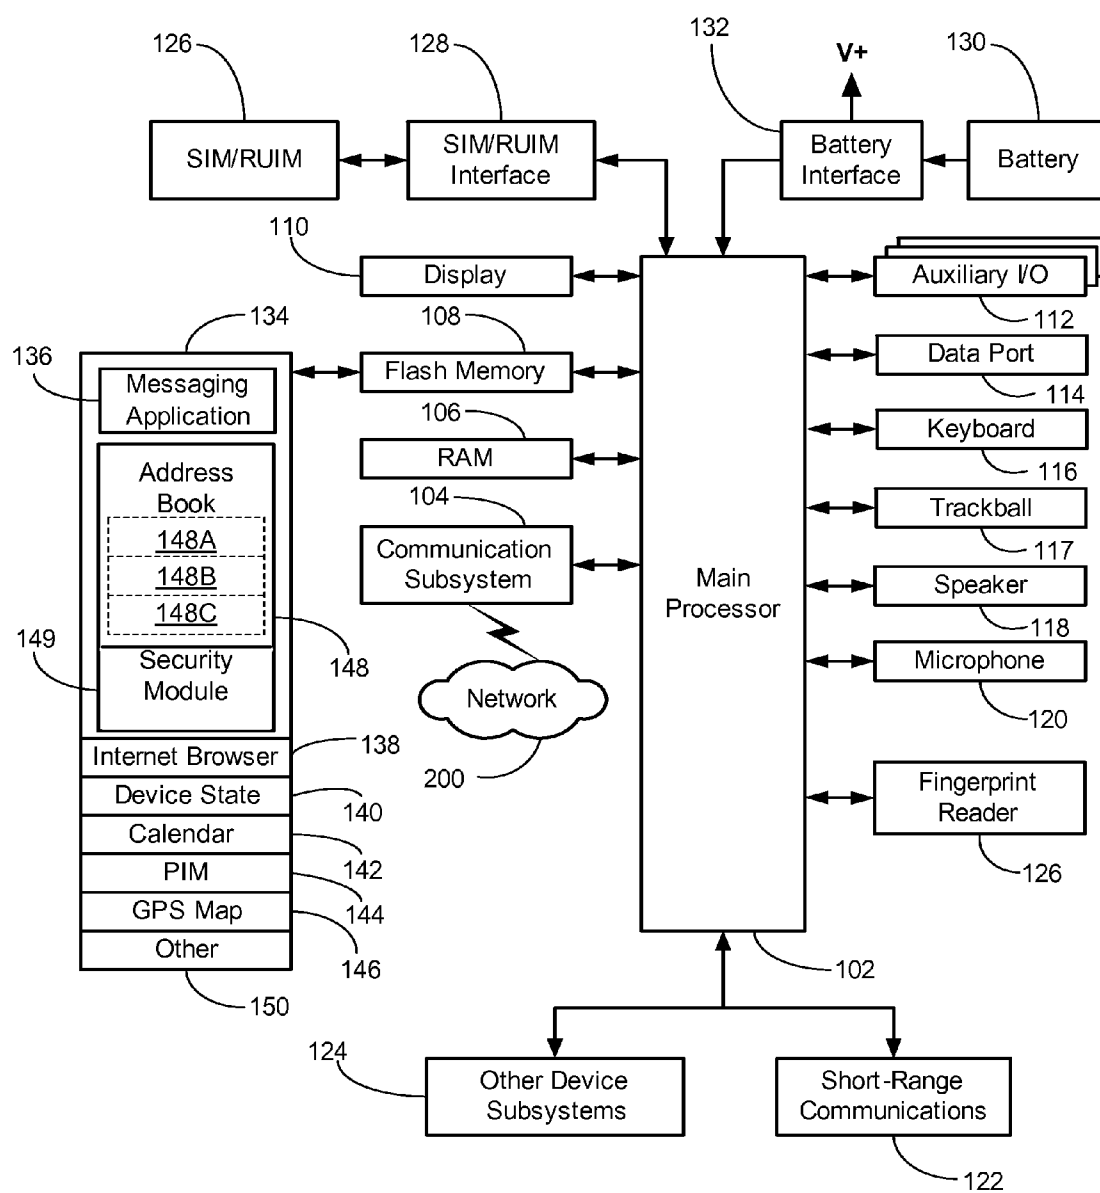 126
128
132
V+
130
SIM/RUIM
SIM/RUIM
Interface
Battery
Interface
Battery
110
Display
Auxiliary I/O
112
134
108
136
Messaging
Application
Flash Memory
Data Port
114
106
RAM
Keyboard
116
Address
Book
148A
148B
148C
104
Communication
Subsystem
Main
Processor
Trackball
117
Speaker
118
149
Security
Module
148
Network
200
Microphone
120
Internet Browser
138
Device State
140
Calendar
142
PIM
144
GPS Map
146
Other
150
Fingerprint
Reader
126
102
124
Other Device
Subsystems
Short-Range
Communications
122